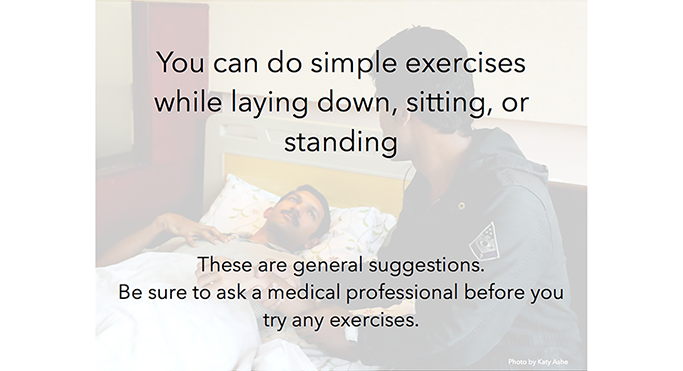 You can do simple exercises
while laying down, sitting, or
standing
These are general suggestions.
Be sure to ask a medical professional before you
try any exercises.
Photo by Katy Ashe